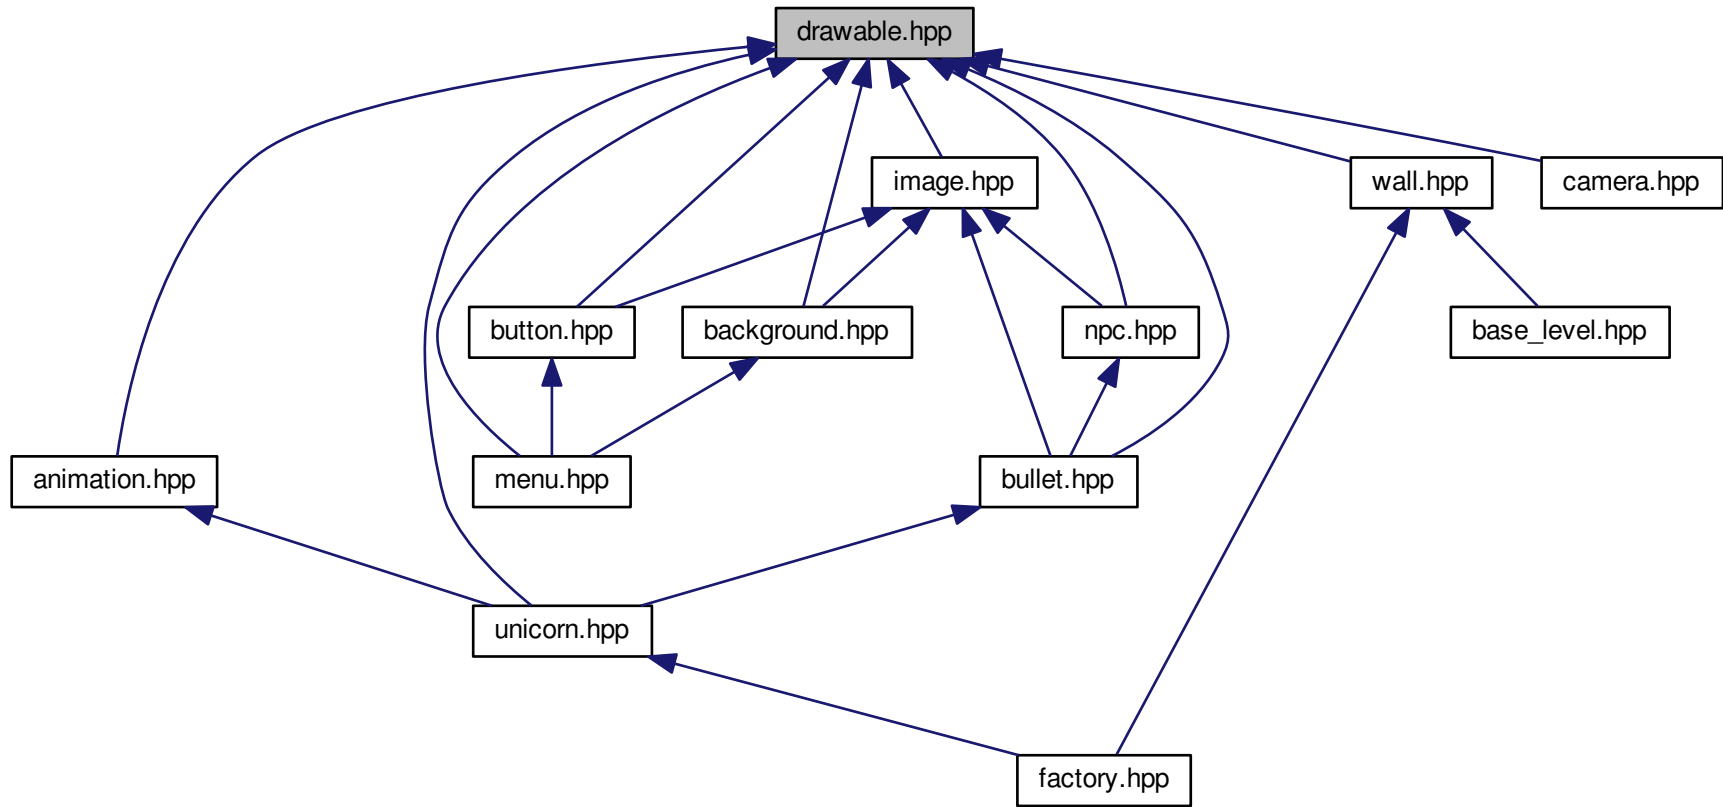 drawable.hpp
image.hpp
wall.hpp
camera.hpp
button.hpp
background.hpp
npc.hpp
base_level.hpp
animation.hpp
menu.hpp
bullet.hpp
unicorn.hpp
factory.hpp